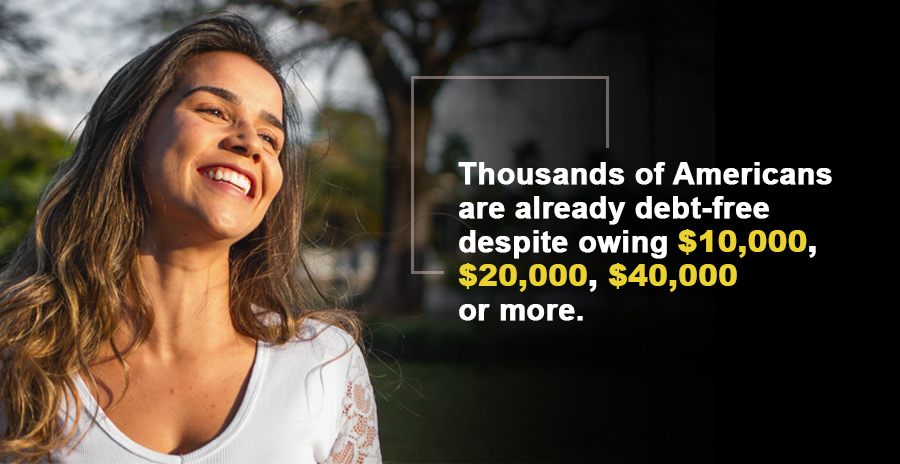 Thousands of Americans
are already debt-free
despite owing $10,000,
$20,000, $40,000
or more.